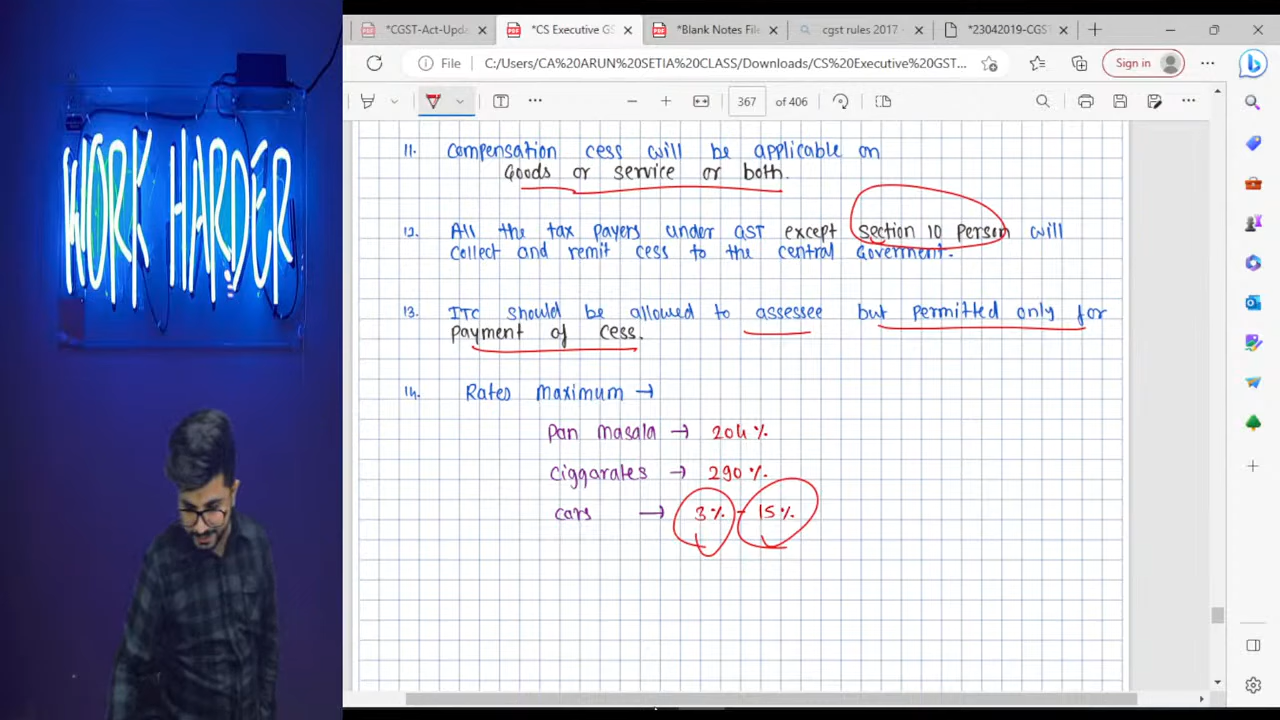 *CGST-Act-Upda
*CS Executive GS
*Blank Notes File
cgst rules 2017
*23042019-CGST
File
C:/Users/CA%20ARUN%20SETIA%20CLASS/Downloads/CS%20Executive%20GST...
Sign in
367 of 406
WORK HARDER
11. Compensation cess will be applicable on
Goods or service or both.
12. All the tax payers under GST except Section 10 Person will
collect and remit cess to the central Goverment.
13. ITC should be allowed to assessee but permitted only for
payment of cess.
14. Rates maximum →
Pan masala → 204%
Ciggarates → 290%.
cars → 3% - 15%